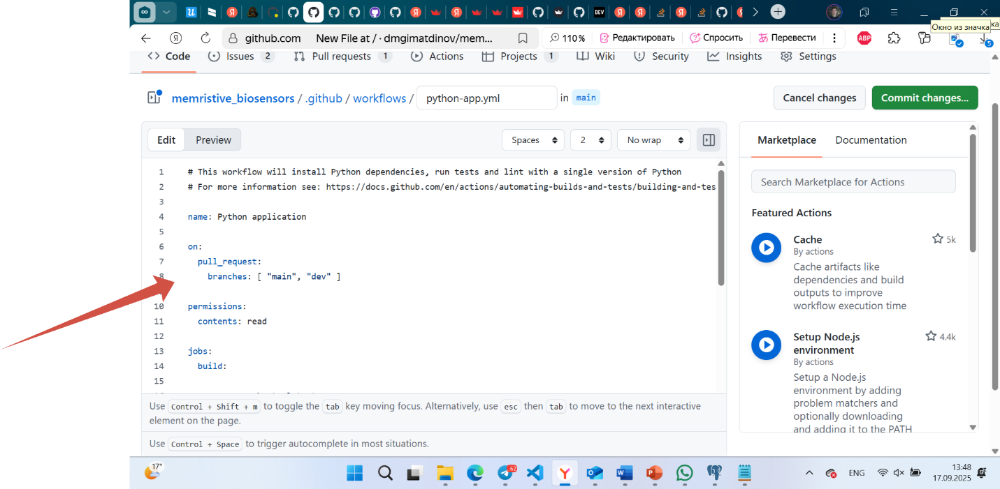 DEV
github.com New File at / · dmgimatdinov/mem...
110%
Редактировать
Спросить
Перевести
ABP
5
Окно из значка
Code
Issues 2
Pull requests 1
Actions
Projects 1
Wiki
Security
Insights
Settings
memristive_biosensors / .github / workflows / python-app.yml in main
Cancel changes
Commit changes...
Edit
Preview
Spaces
2
No wrap
1 # This workflow will install Python dependencies, run tests and lint with a single version of Python
2 # For more information see: https://docs.github.com/en/actions/automating-builds-and-tests/building-and-tes
3
4 name: Python application
5
6 on:
7 pull_request:
8 branches: [ "main", "dev" ]
10 permissions:
11 contents: read
12
13 jobs:
14 build:
15
Use Control + Shift + m to toggle the tab key moving focus. Alternatively, use esc then tab to move to the next interactive
element on the page.
Use Control + Space to trigger autocomplete in most situations.
Marketplace
Documentation
Search Marketplace for Actions
Featured Actions
Cache
5k
By actions
Cache artifacts like
dependencies and build
outputs to improve
workflow execution time
Setup Node.js
environment
4.4k
By actions
Setup a Node.js
environment by adding
problem matchers and
optionally downloading
and adding it to the PATH
17°
62
ENG
13:48
17.09.2025